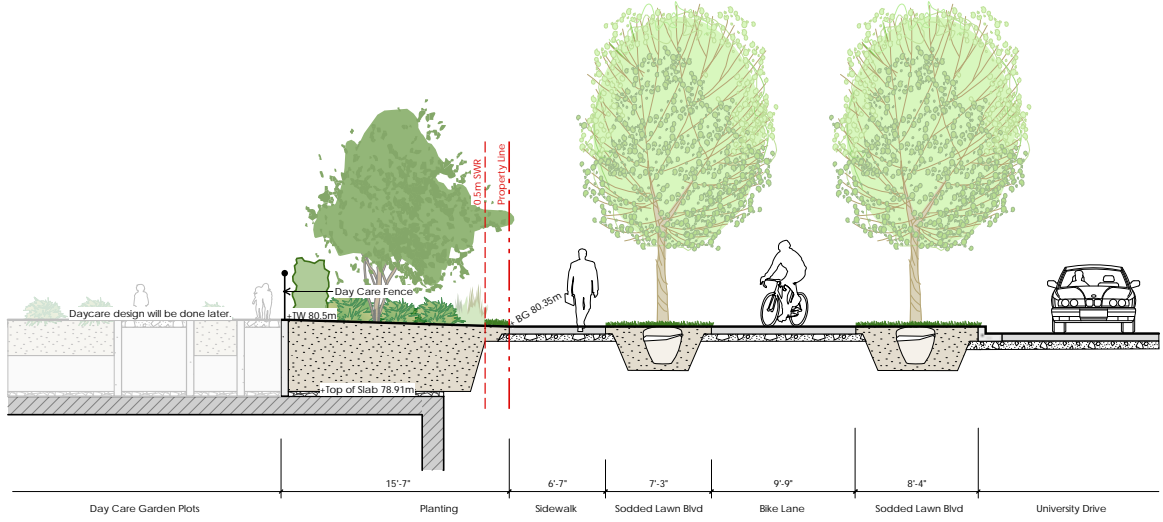 0.5m SWR
Property Line
Day Care Fence
BG 80.35m
Daycare design will be done later.
+TW 80.5m
+Top of Slab 78.91m
15'-7"
6'-7"
7'-3"
9'-9"
8'-4"
Day Care Garden Plots
Planting
Sidewalk
Sodded Lawn Blvd
Bike Lane
Sodded Lawn Blvd
University Drive